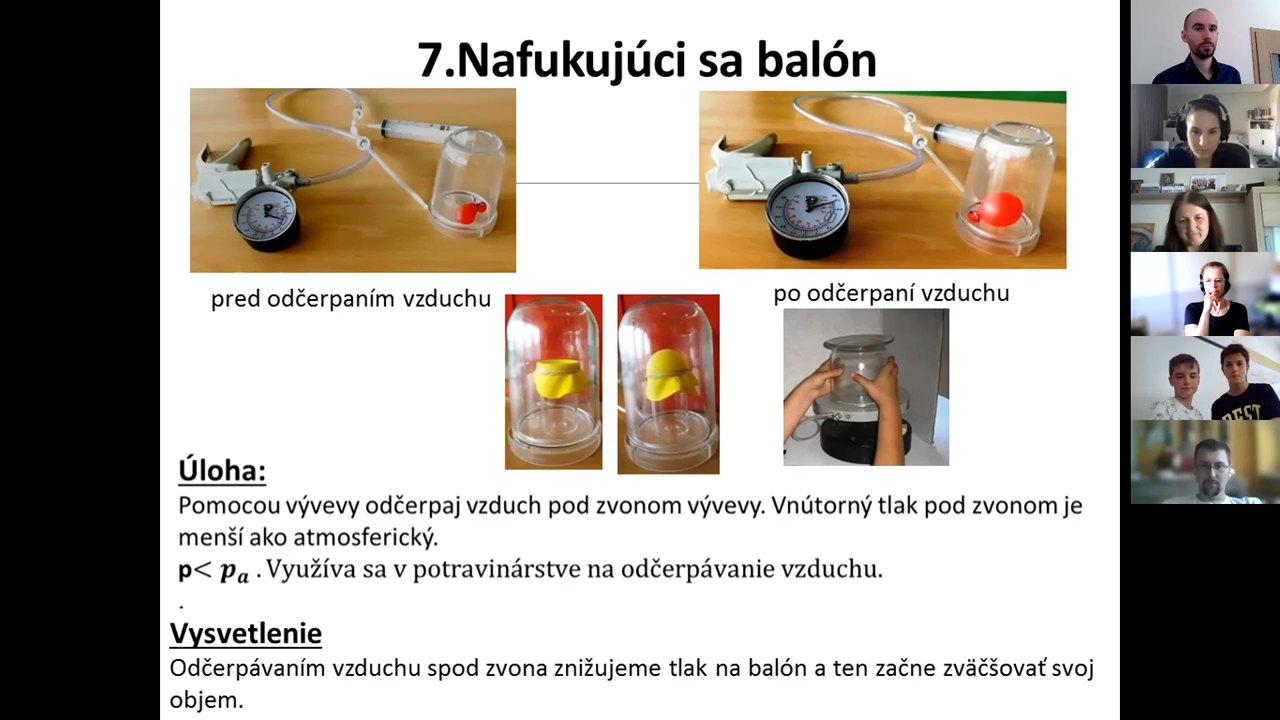 7.Nafukujúci sa balón
pred odčerpaním vzduchu
po odčerpaní vzduchu
Úloha:
Pomocou vývevy odčerpaj vzduch pod zvonom vývevy. Vnútorný tlak pod zvonom je
menší ako atmosferický.
p< pₐ . Využíva sa v potravinárstve na odčerpávanie vzduchu.
.
Vysvetlenie
Odčerpávaním vzduchu spod zvona znižujeme tlak na balón a ten začne zväčšovať svoj
objem.